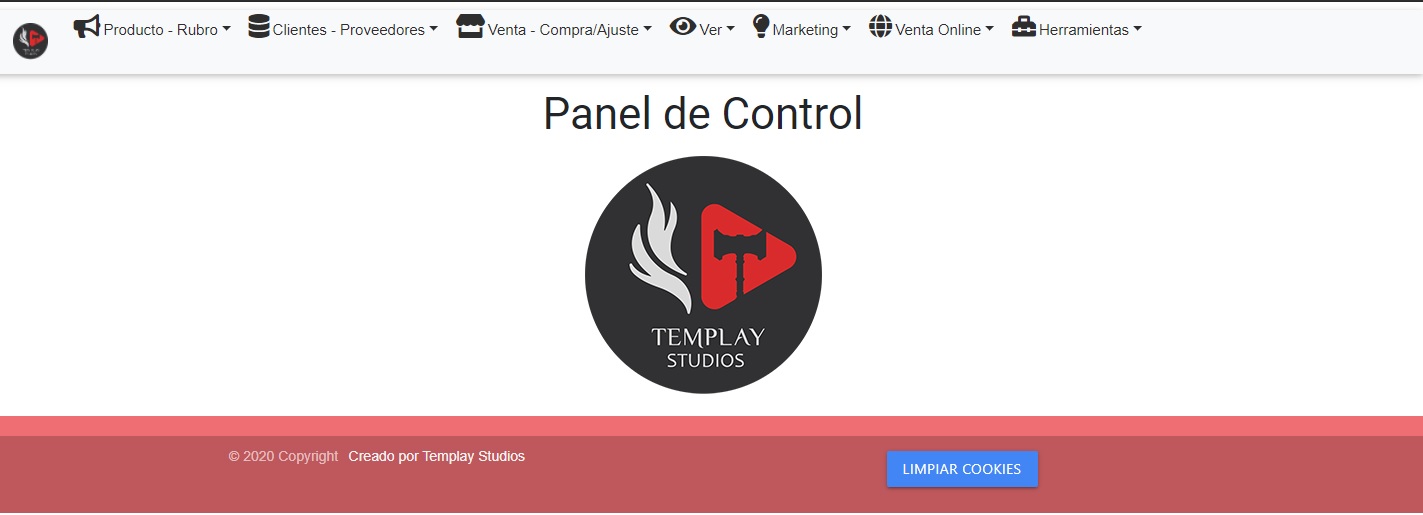 Producto - Rubro Clientes - Proveedores Venta - Compra/Ajuste Ver Marketing Venta Online Herramientas
Panel de Control
TEMPLAY
STUDIOS
© 2020 Copyright Creado por Templay Studios LIMPIAR COOKIES